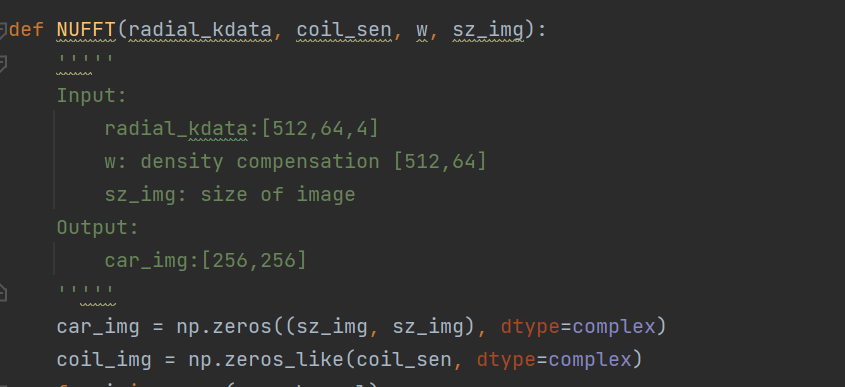 def NUFFT(radial_kdata, coil_sen, w, sz_img):
'''''
Input:
radial_kdata:[512,64,4]
w: density compensation [512,64]
sz_img: size of image
Output:
car_img:[256,256]
'''''
car_img = np.zeros((sz_img, sz_img), dtype=complex)
coil_img = np.zeros_like(coil_sen, dtype=complex)